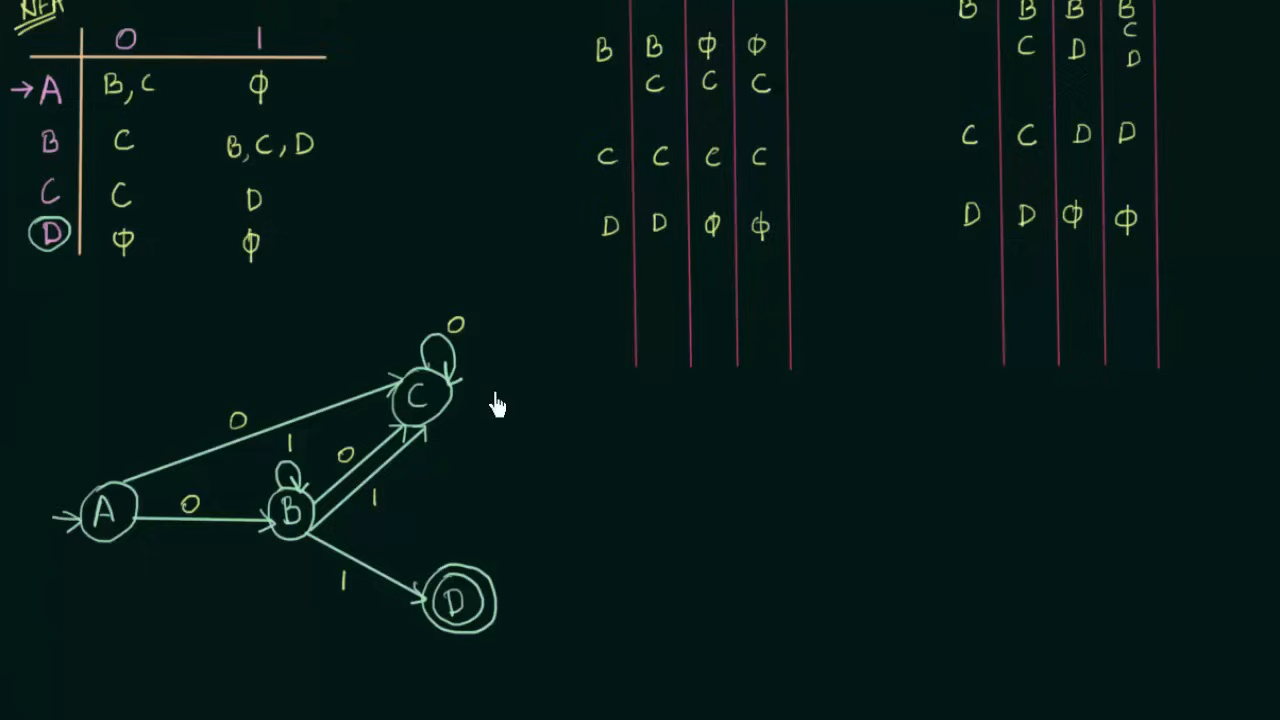 NFA
0 1
→ A B, C Φ
B C B, C, D
C C D
D Φ Φ
B B Φ Φ
C C C
C C C C
D D Φ Φ
B B B B
C
C D
D
C C D D
D D Φ Φ
0
C
0
1
0
B
1
A
0
1
D